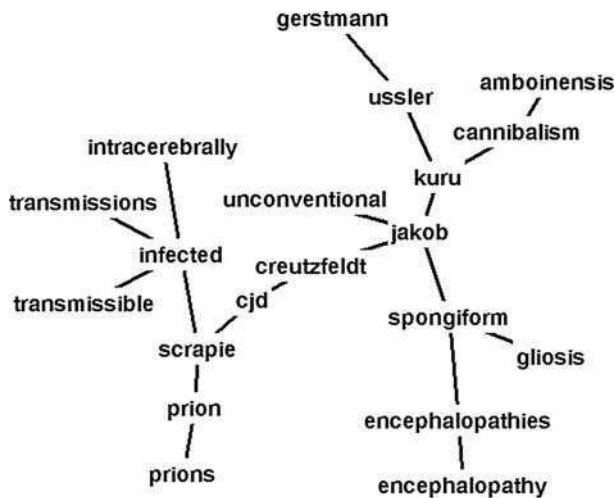 gerstmann
amboinensis
ussler
cannibalism
intracerebrally
kuru
unconventional
transmissions
jakob
infected
creutzfeldt
transmissible
cjd
spongiform
scrapie
gliosis
prion
encephalopathies
prions
encephalopathy